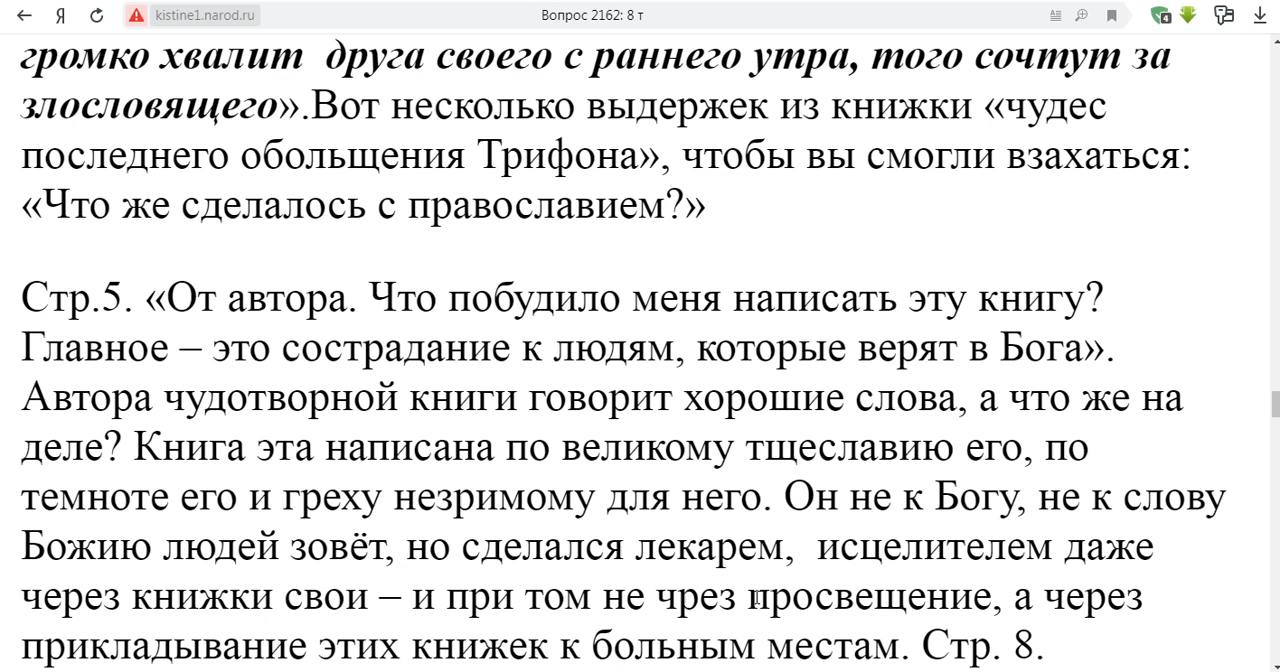 Я kistine1.narod.ru Вопрос 2162: 8 т 4
громко хвалит друга своего с раннего утра, того сочтут за
злословящего».Вот несколько выдержек из книжки «чудес
последнего обольщения Трифона», чтобы вы смогли взахаться:
«Что же сделалось с православием?»
Стр.5. «От автора. Что побудило меня написать эту книгу?
Главное – это сострадание к людям, которые верят в Бога».
Автора чудотворной книги говорит хорошие слова, а что же на
деле? Книга эта написана по великому тщеславию его, по
темноте его и греху незримому для него. Он не к Богу, не к слову
Божию людей зовёт, но сделался лекарем, исцелителем даже
через книжки свои – и при том не чрез просвещение, а через
прикладывание этих книжек к больным местам. Стр. 8.